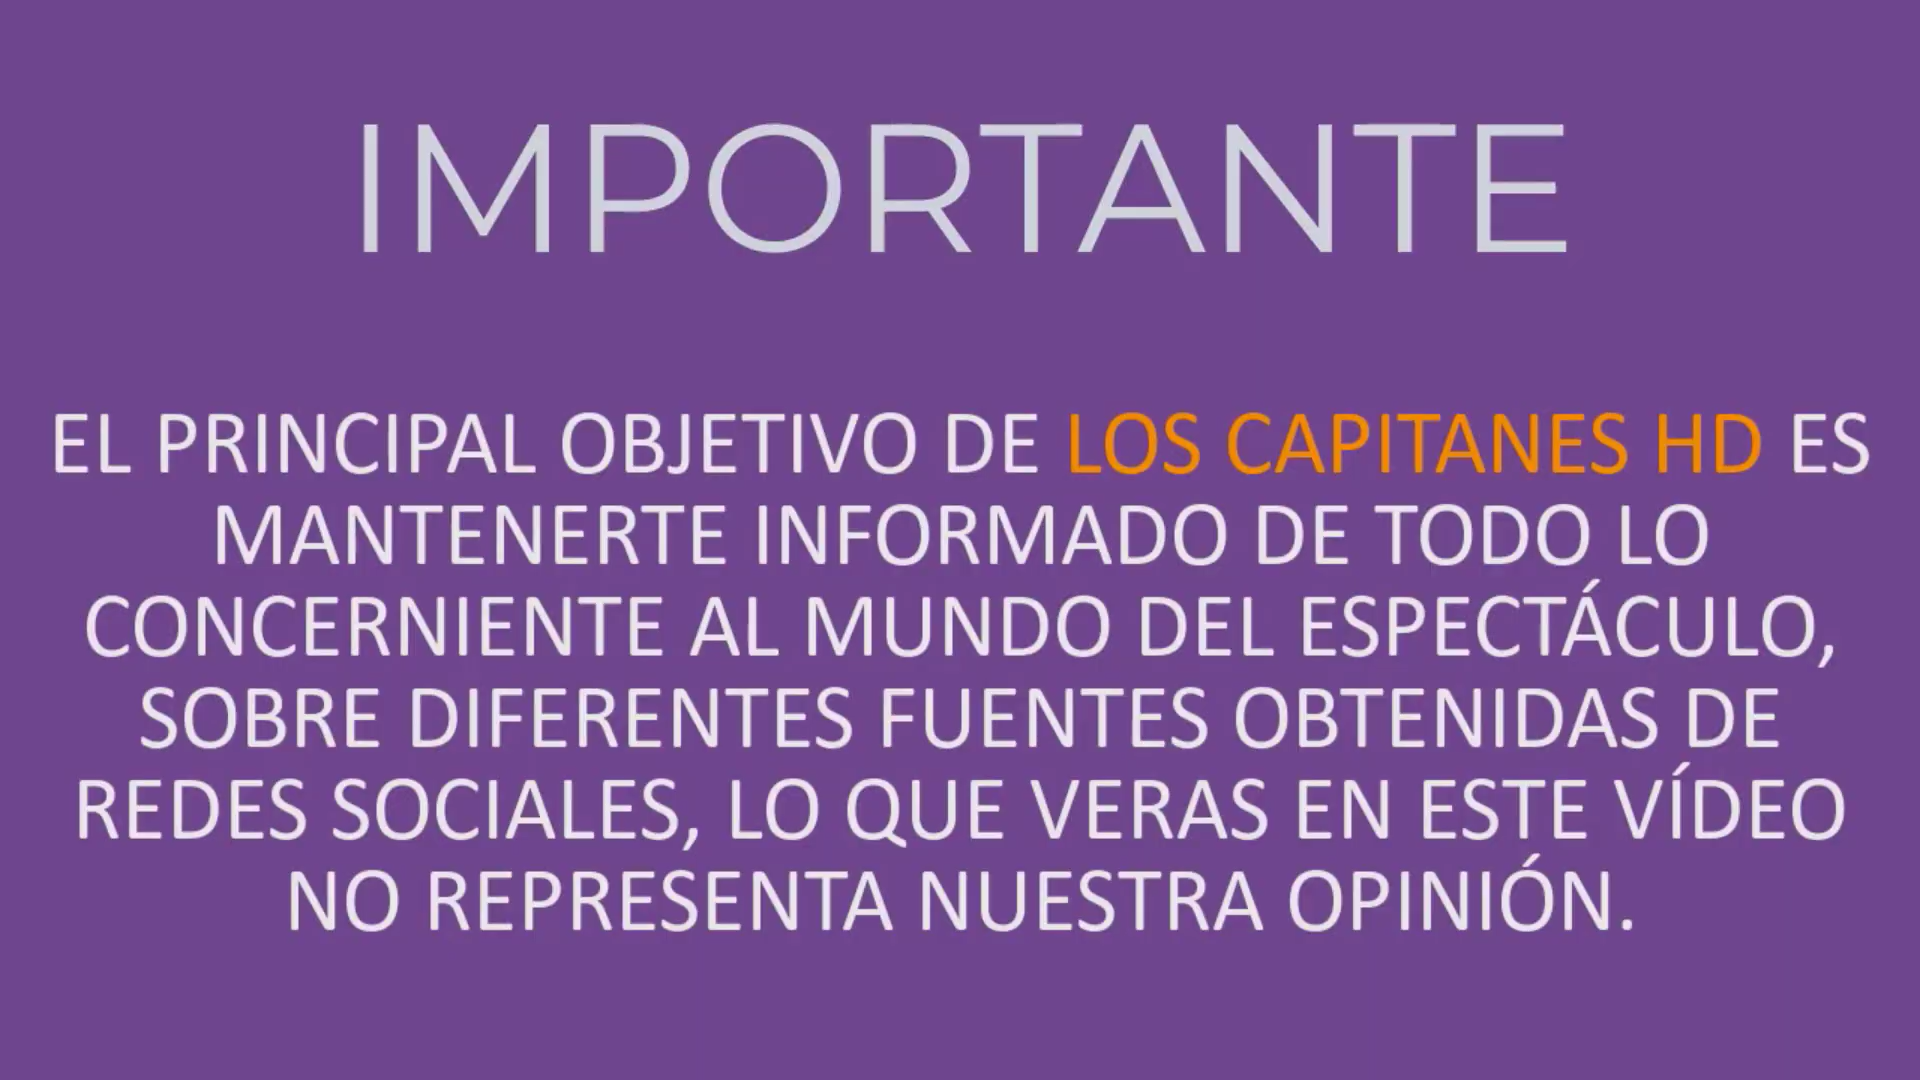 IMPORTANTE
EL PRINCIPAL OBJETIVO DE LOS CAPITANES HD ES
MANTENERTE INFORMADO DE TODO LO
CONCERNIENTE AL MUNDO DEL ESPECTÁCULO,
SOBRE DIFERENTES FUENTES OBTENIDAS DE
REDES SOCIALES, LO QUE VERAS EN ESTE VÍDEO
NO REPRESENTA NUESTRA OPINIÓN.